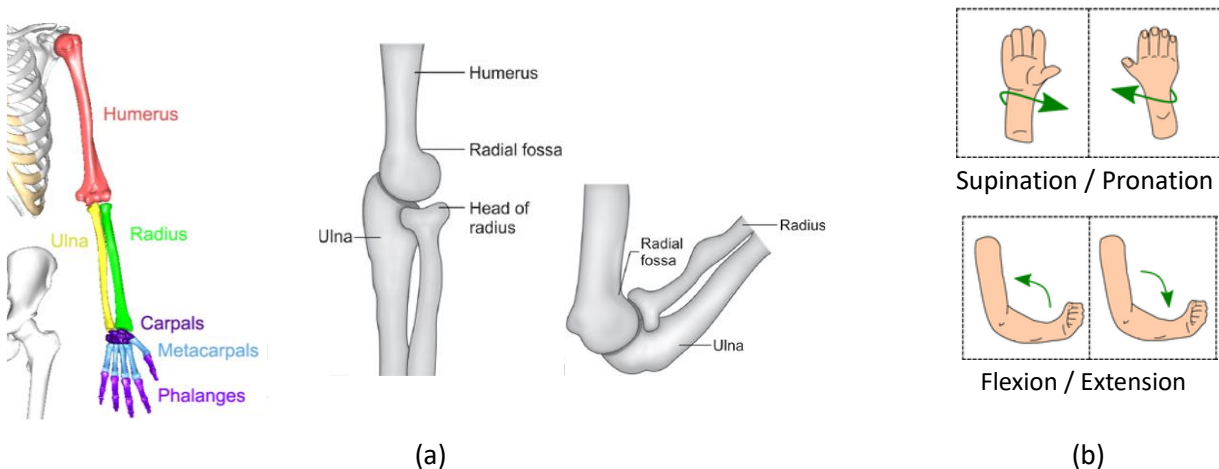 Humerus
Ulna
Radius
Carpals
Metacarpals
Phalanges
Humerus
Radial fossa
Head of
radius
Ulna
Radius
Radial
fossa
Ulna
Supination / Pronation
Flexion / Extension
(a)
(b)